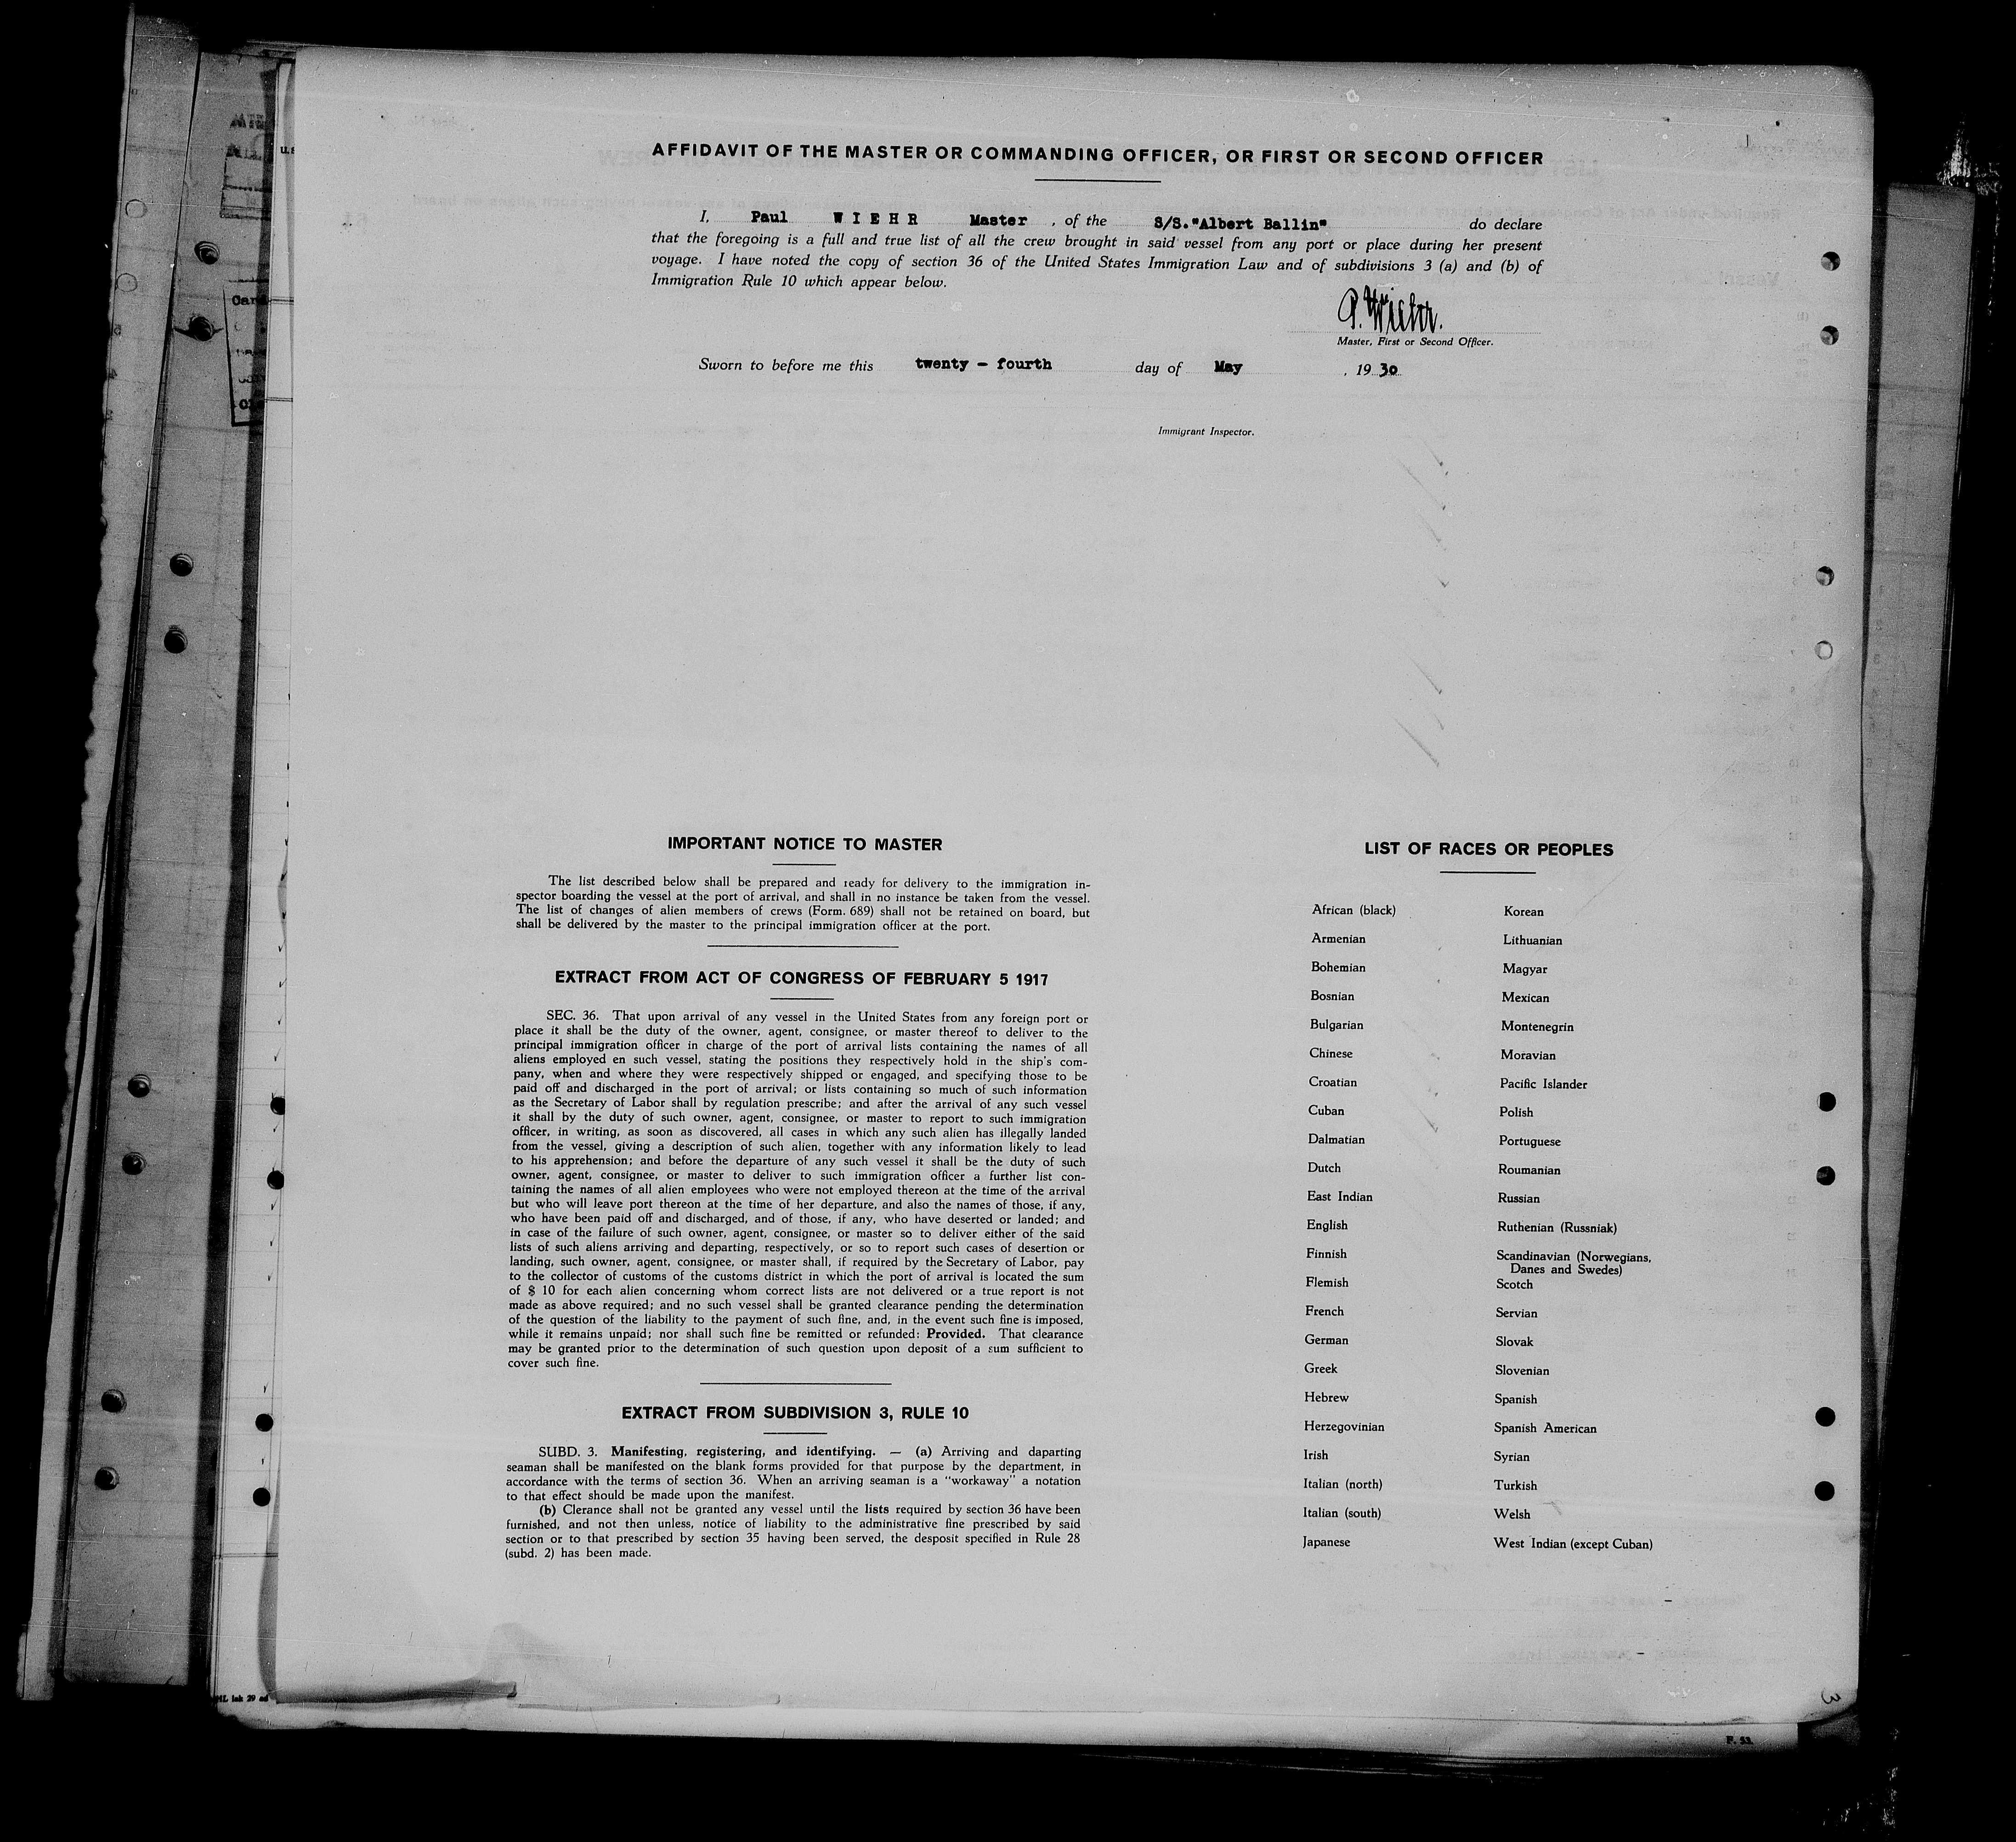 AFFIDAVIT OF THE MASTER OR COMMANDING OFFICER, OR FIRST OR SECOND OFFICER
I, Paul W I E H R Master , of the S/S."Albert Ballin" do declare
that the foregoing is a full and true list of all the crew brought in said vessel from any port or place during her present
voyage. I have noted the copy of section 36 of the United States Immigration Law and of subdivisions 3 (a) and (b) of
Immigration Rule 10 which appear below.
P. Wiehr.
Master, First or Second Officer.
Sworn to before me this twenty - fourth day of May , 19 30
Immigrant Inspector.
IMPORTANT NOTICE TO MASTER
The list described below shall be prepared and ready for delivery to the immigration in-
spector boarding the vessel at the port of arrival, and shall in no instance be taken from the vessel.
The list of changes of alien members of crews (Form. 689) shall not be retained on board, but
shall be delivered by the master to the principal immigration officer at the port.
EXTRACT FROM ACT OF CONGRESS OF FEBRUARY 5 1917
SEC. 36. That upon arrival of any vessel in the United States from any foreign port or
place it shall be the duty of the owner, agent, consignee, or master thereof to deliver to the
principal immigration officer in charge of the port of arrival lists containing the names of all
aliens employed en such vessel, stating the positions they respectively hold in the ship's com-
pany, when and where they were respectively shipped or engaged, and specifying those to be
paid off and discharged in the port of arrival; or lists containing so much of such information
as the Secretary of Labor shall by regulation prescribe; and after the arrival of any such vessel
it shall by the duty of such owner, agent, consignee, or master to report to such immigration
officer, in writing, as soon as discovered, all cases in which any such alien has illegally landed
from the vessel, giving a description of such alien, together with any information likely to lead
to his apprehension; and before the departure of any such vessel it shall be the duty of such
owner, agent, consignee, or master to deliver to such immigration officer a further list con-
taining the names of all alien employees who were not employed thereon at the time of the arrival
but who will leave port thereon at the time of her departure, and also the names of those, if any,
who have been paid off and discharged, and of those, if any, who have deserted or landed; and
in case of the failure of such owner, agent, consignee, or master so to deliver either of the said
lists of such aliens arriving and departing, respectively, or so to report such cases of desertion or
landing, such owner, agent, consignee, or master shall, if required by the Secretary of Labor, pay
to the collector of customs of the customs district in which the port of arrival is located the sum
of $ 10 for each alien concerning whom correct lists are not delivered or a true report is not
made as above required; and no such vessel shall be granted clearance pending the determination
of the question of the liability to the payment of such fine, and, in the event such fine is imposed,
while it remains unpaid; nor shall such fine be remitted or refunded: Provided. That clearance
may be granted prior to the determination of such question upon deposit of a sum sufficient to
cover such fine.
EXTRACT FROM SUBDIVISION 3, RULE 10
SUBD. 3. Manifesting, registering, and identifying. — (a) Arriving and daparting
seaman shall be manifested on the blank forms provided for that purpose by the department, in
accordance with the terms of section 36. When an arriving seaman is a "workaway" a notation
to that effect should be made upon the manifest.
(b) Clerance shall not be granted any vessel until the lists required by section 36 have been
furnished, and not then unless, notice of liability to the administrative fine prescribed by said
section or to that prescribed by section 35 having been served, the desposit specified in Rule 28
(subd. 2) has been made.
LIST OF RACES OR PEOPLES
African (black) Korean
Armenian Lithuanian
Bohemian Magyar
Bosnian Mexican
Bulgarian Montenegrin
Chinese Moravian
Croatian Pacific Islander
Cuban Polish
Dalmatian Portuguese
Dutch Roumanian
East Indian Russian
English Ruthenian (Russniak)
Finnish Scandinavian (Norwegians,
Danes and Swedes)
Flemish Scotch
French Servian
German Slovak
Greek Slovenian
Hebrew Spanish
Herzegovinian Spanish American
Irish Syrian
Italian (north) Turkish
Italian (south) Welsh
Japanese West Indian (except Cuban)
3
F. 53.